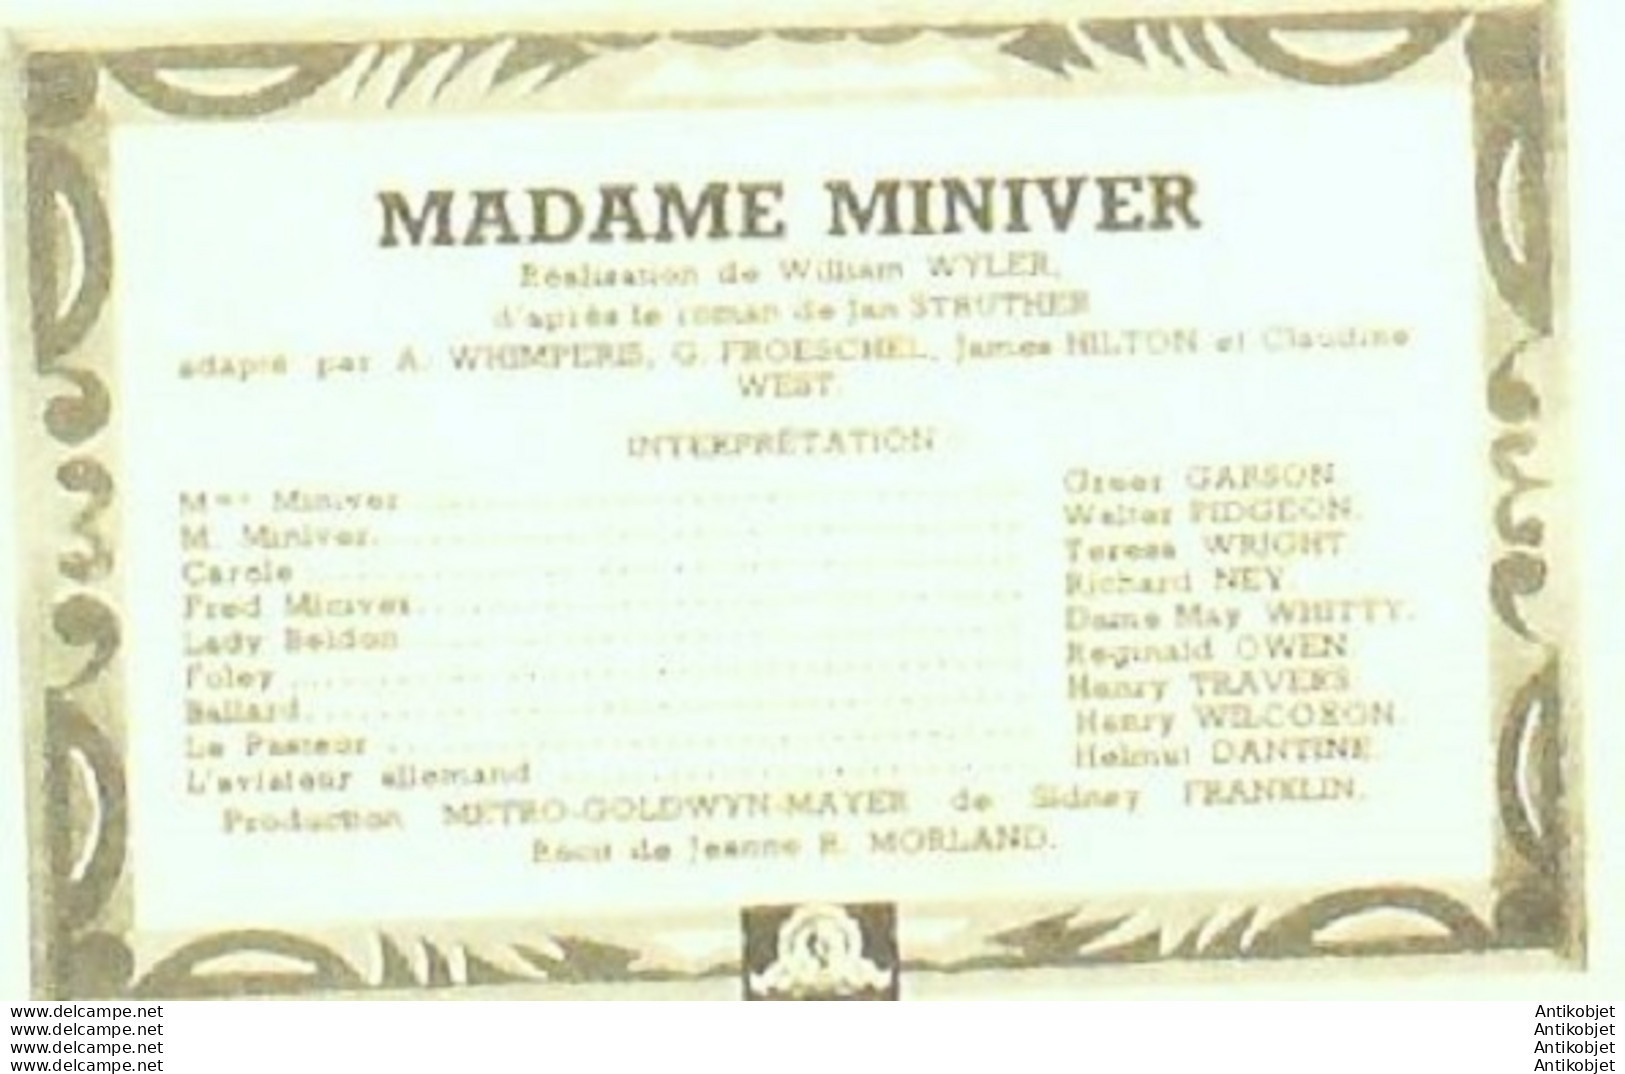 MADAME MINIVER
Réalisation de William WYLER,
d'après le roman de Jan STRUTHER
adapté par A. WHIMPERIS, G. FROESCHEL, James HILTON et Claudine
WEST.
INTERPRÉTATION
Mme Miniver Greer GARSON.
M. Miniver Walter PIDGEON.
Carole Teresa WRIGHT
Fred Miniver Richard NEY.
Lady Beldon Dame May WHITTY.
Foley Reginald OWEN
Ballard Henry TRAVERS
Le Pasteur Henry WILCOXON.
L'aviateur allemand Helmut DANTINE.
Production METRO-GOLDWYN-MAYER de Sidney FRANKLIN.
Récit de Jeanne R. MORLAND.
www.delcampe.net Antikobjet
www.delcampe.net Antikobjet
www.delcampe.net Antikobjet
www.delcampe.net Antikobjet